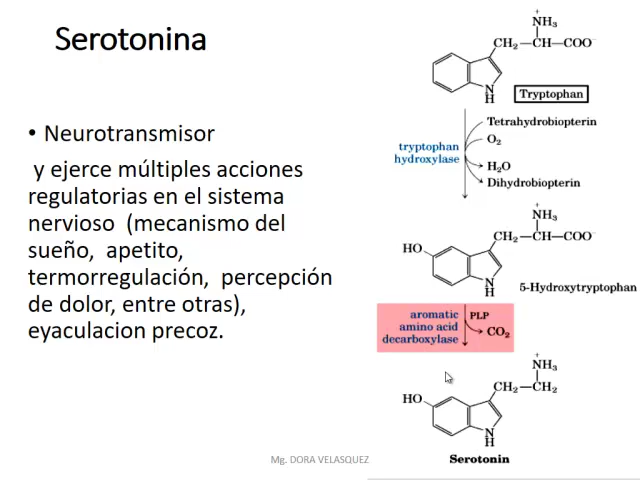 Serotonina
• Neurotransmisor
y ejerce múltiples acciones
regulatorias en el sistema
nervioso (mecanismo del
sueño, apetito,
termorregulación, percepción
de dolor, entre otras),
eyaculacion precoz.
Mg. DORA VELASQUEZ
+
NH3
CH2—CH—COO−
N
H
Tryptophan
Tetrahydrobiopterin
O2
tryptophan
hydroxylase
H2O
Dihydrobiopterin
+
NH3
HO
CH2—CH—COO−
N
H
5-Hydroxytryptophan
aromatic
amino acid
decarboxylase
PLP
CO2
+
NH3
HO
CH2—CH2
N
H
Serotonin